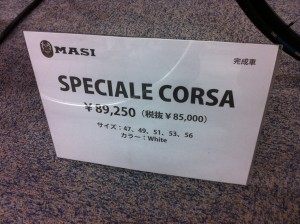 MASI
完成車
SPECIALE CORSA
￥89,250（税抜￥85,000）
サイズ：47、49、51、53、56
カラー：White